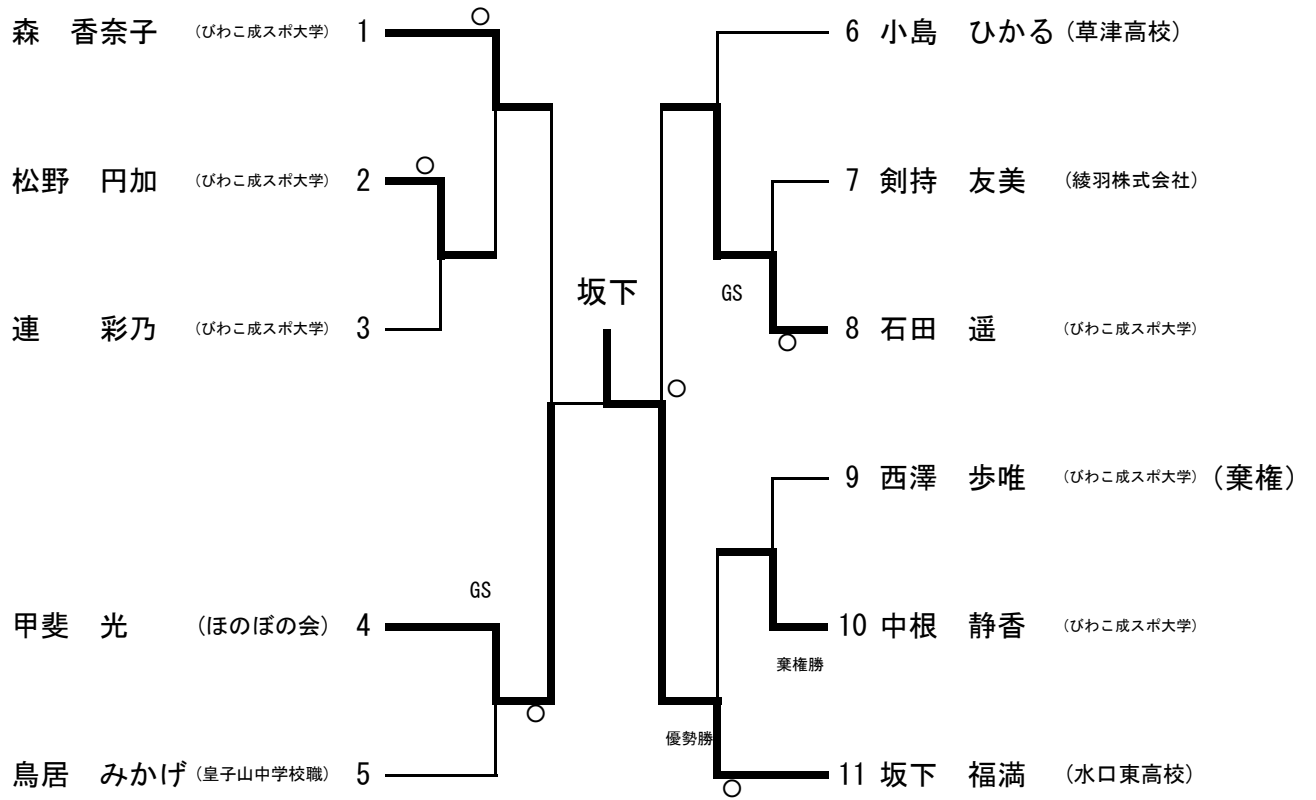 森　香奈子 (びわこ成スポ大学) 1
松野　円加 (びわこ成スポ大学) 2
連　　彩乃 (びわこ成スポ大学) 3
甲斐　光 (ほのぼの会) 4
GS
鳥居　みかげ (皇子山中学校職) 5
坂下
6 小島　ひかる (草津高校)
7 剣持　友美 (綾羽株式会社)
GS
8 石田　遥 (びわこ成スポ大学)
9 西澤　歩唯 (びわこ成スポ大学) (棄権)
10 中根　静香 (びわこ成スポ大学)
棄権勝
優勢勝
11 坂下　福満 (水口東高校)